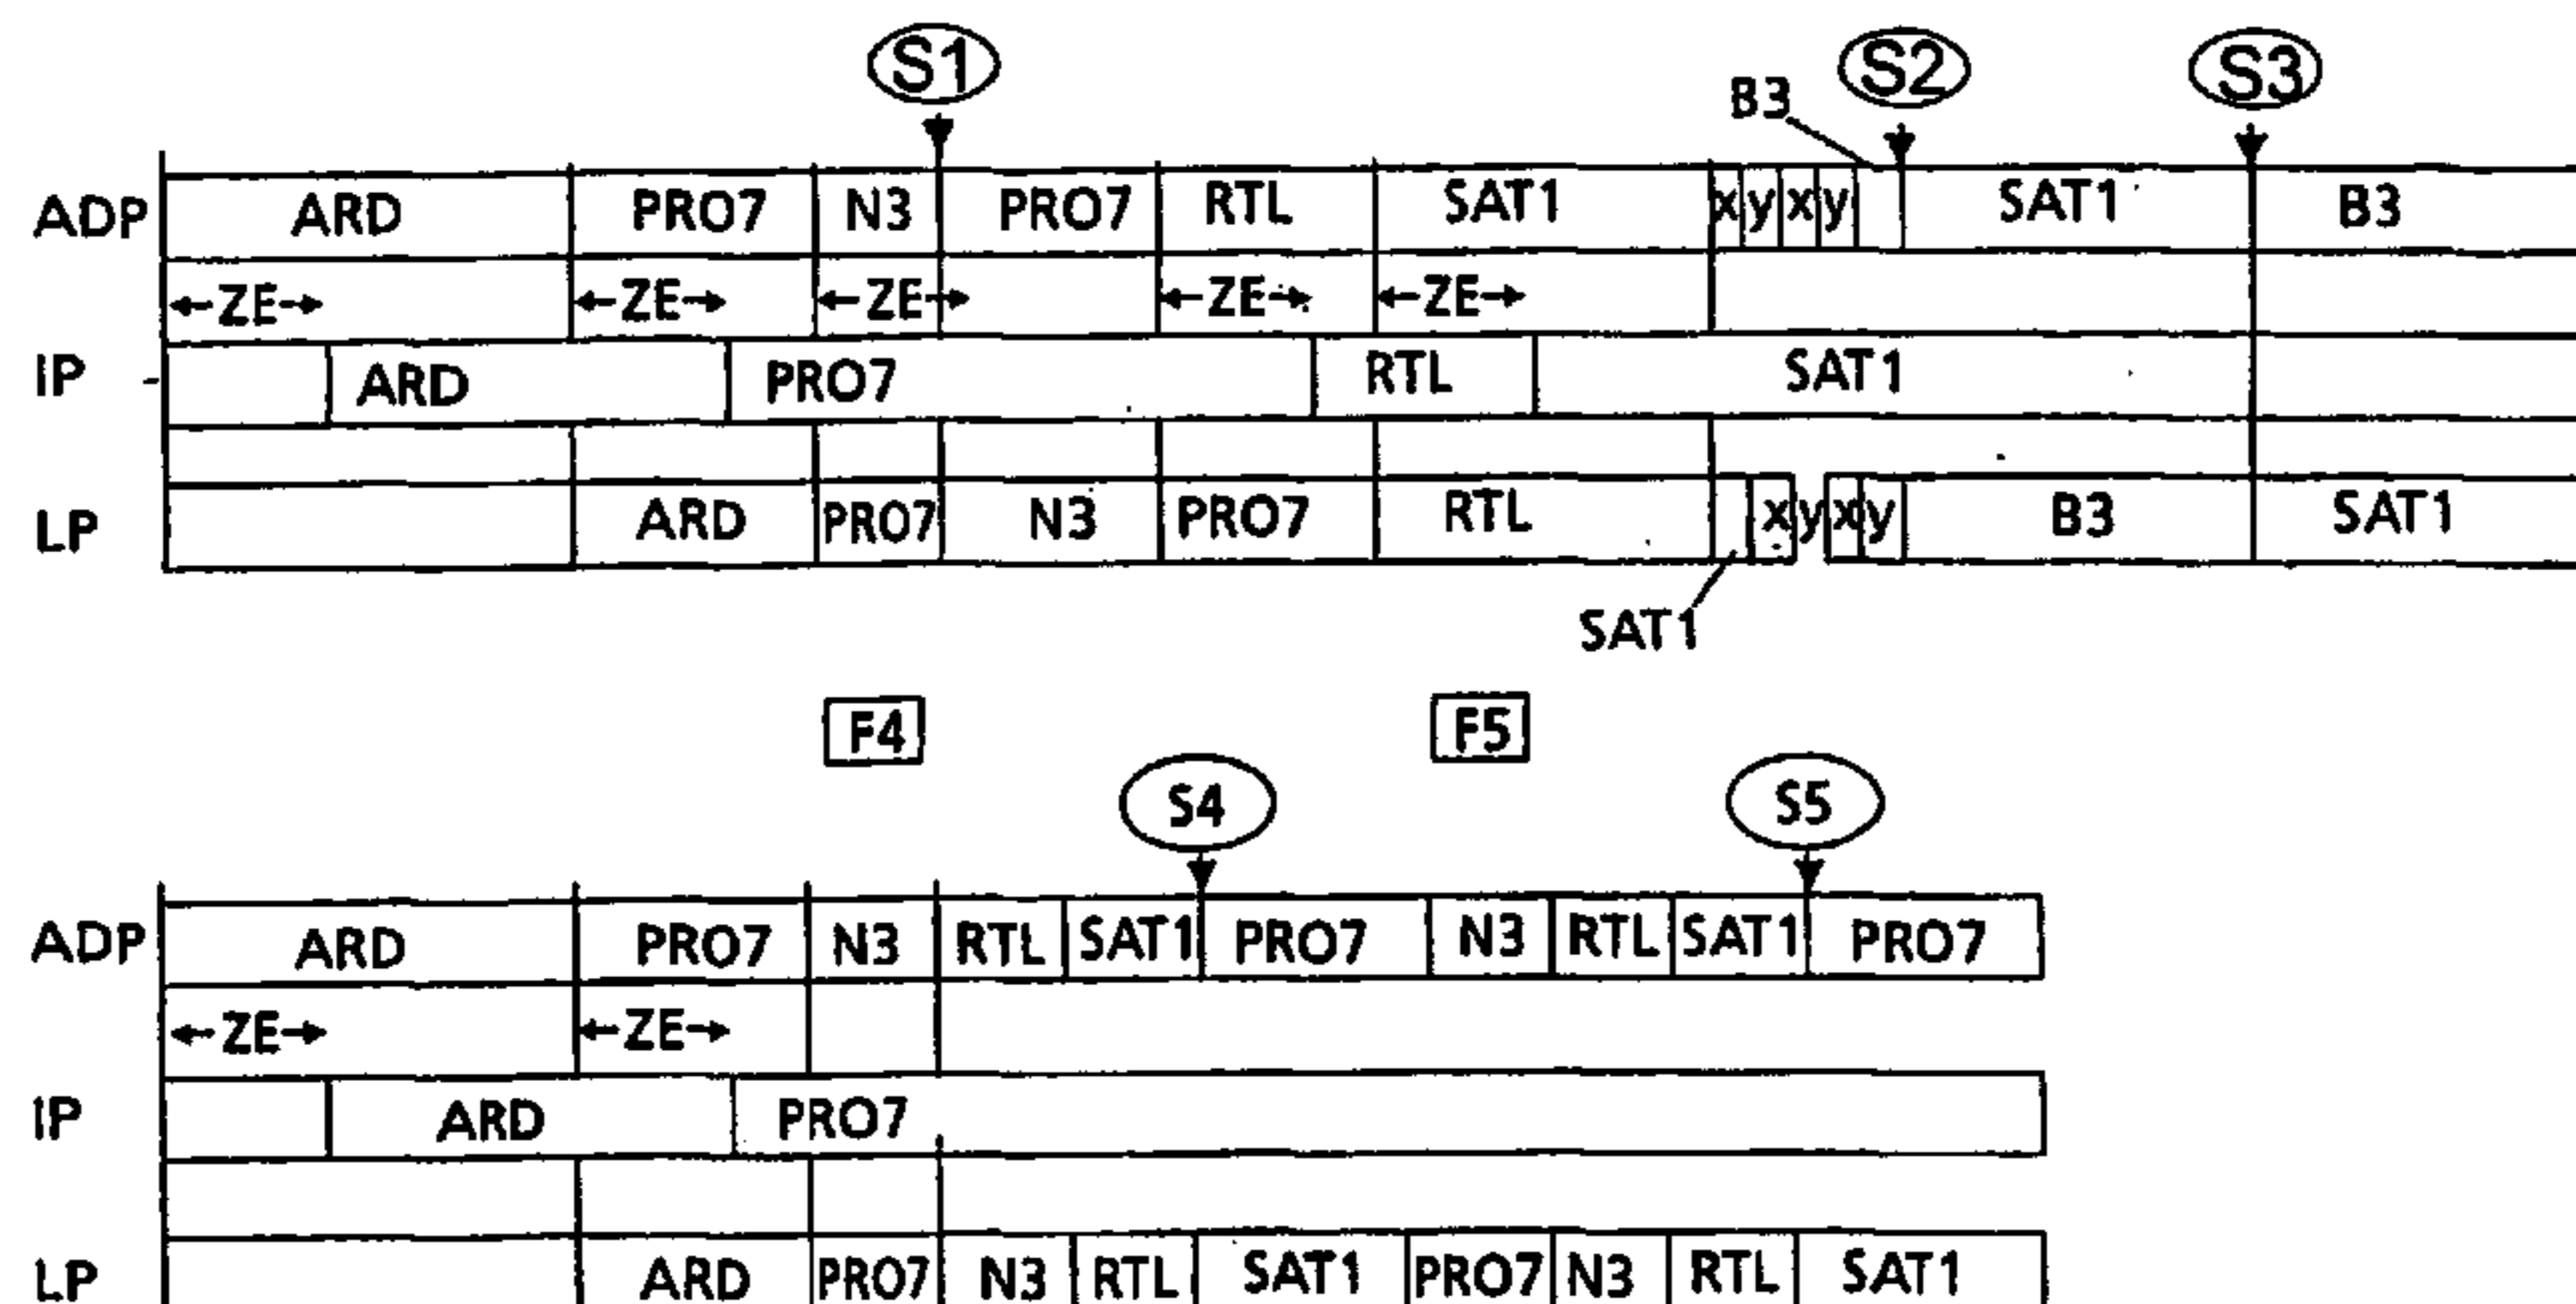 S1 S2 S3
B3
ADP ARD PRO7 N3 PRO7 RTL SAT1 x y x y SAT1 B3
ZE ZE ZE ZE ZE
IP ARD PRO7 RTL SAT1
LP ARD PRO7 N3 PRO7 RTL x y x y B3 SAT1
SAT1
F4 F5
S4 S5
ADP ARD PRO7 N3 RTL SAT1 PRO7 N3 RTL SAT1 PRO7
ZE ZE
IP ARD PRO7
LP ARD PRO7 N3 RTL SAT1 PRO7 N3 RTL SAT1